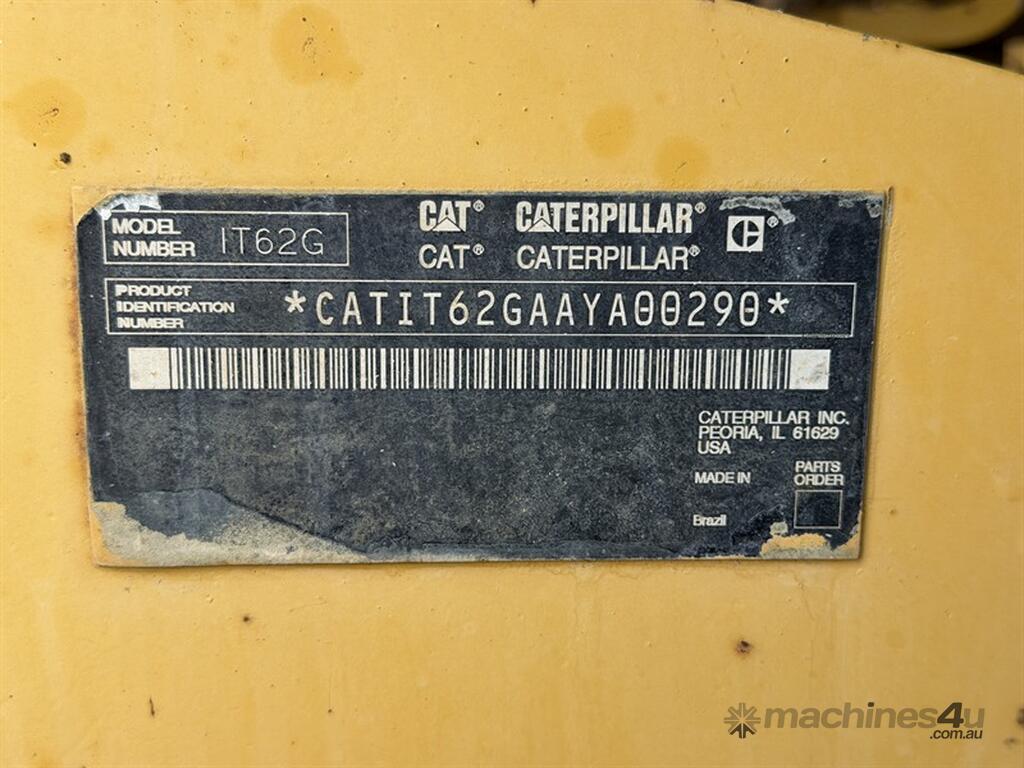 MODEL
NUMBER IT62G
CAT® CATERPILLAR®
CAT® CATERPILLAR®
PRODUCT
IDENTIFICATION
NUMBER
*CATIT62GAAYA00290*
CATERPILLAR INC.
PEORIA, IL 61629
USA
MADE IN
Brazil
PARTS
ORDER
machines4u
.com.au